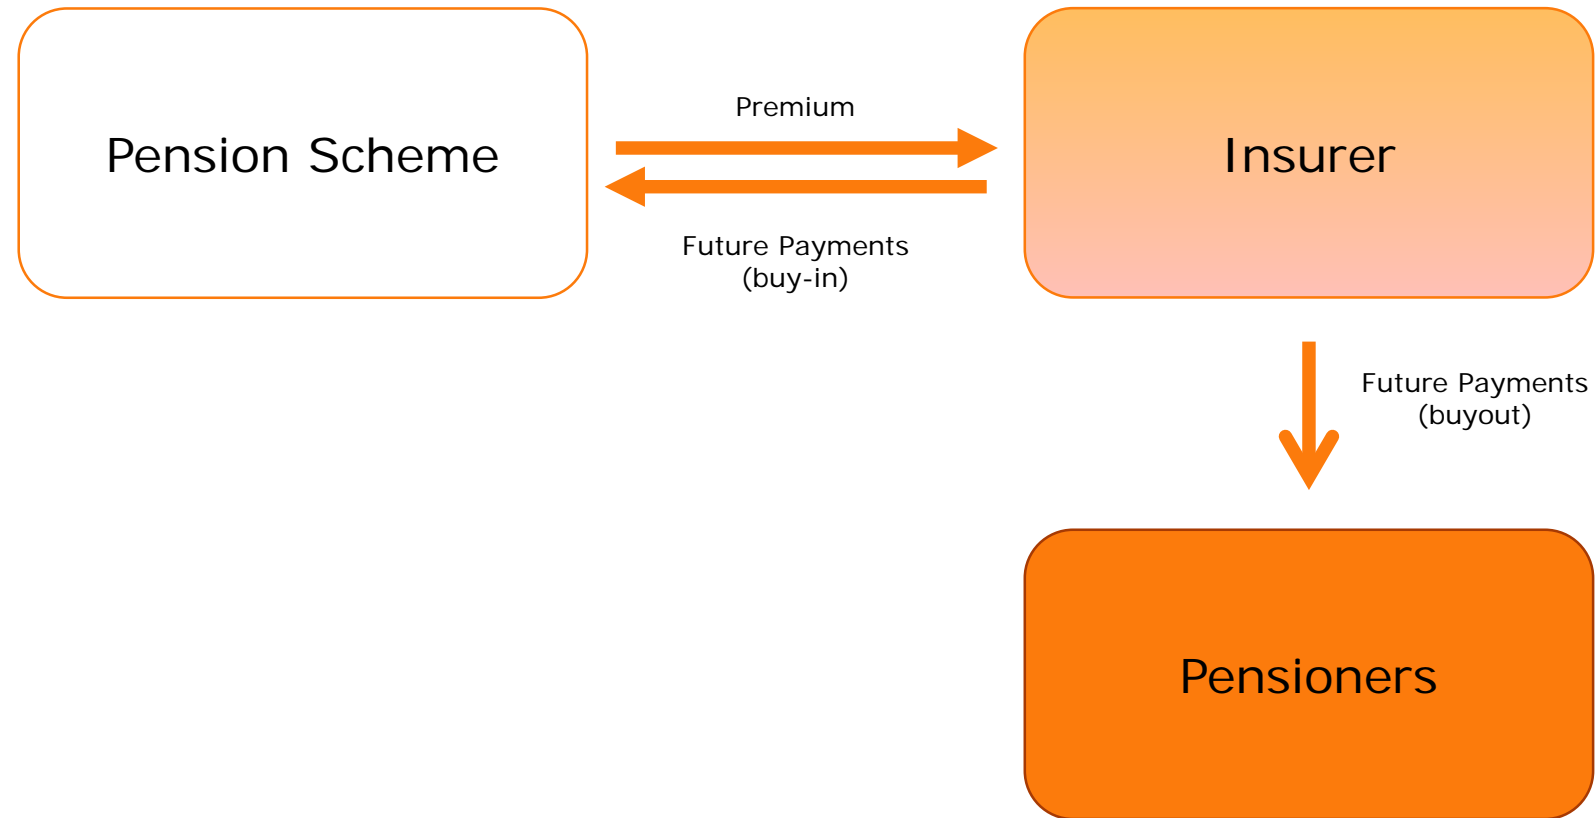 Pension Scheme
Premium
Future Payments
(buy-in)
Insurer
Future Payments
(buyout)
Pensioners